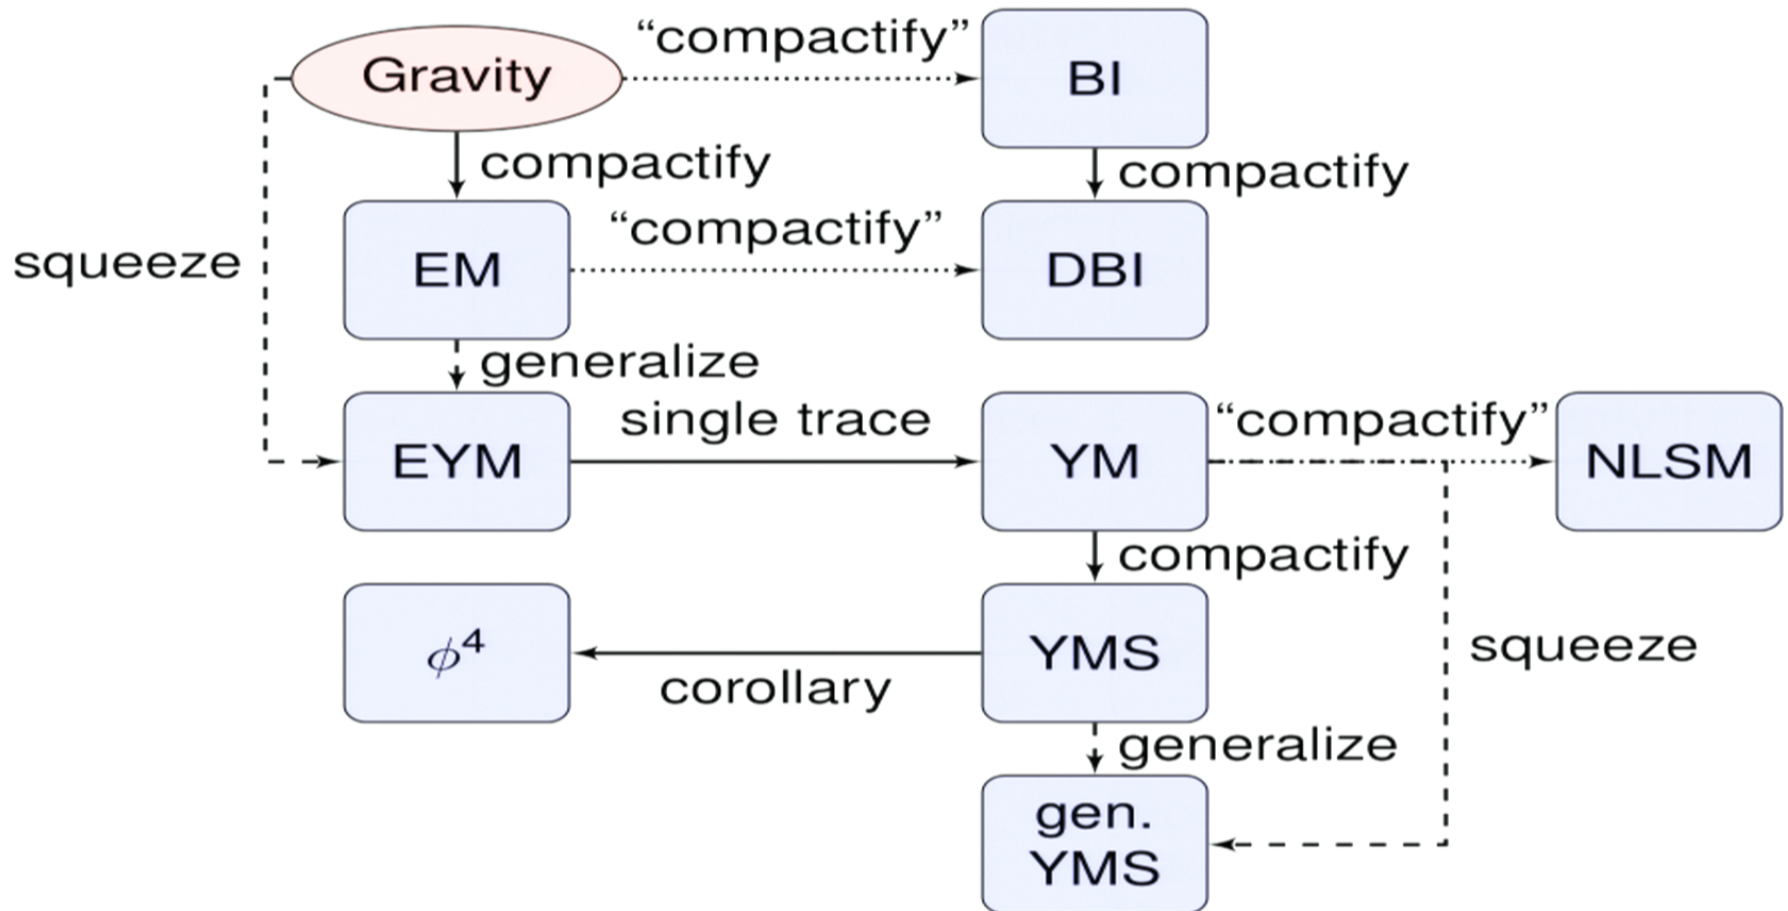 “compactify”
Gravity
BI
compactify
compactify
“compactify”
squeeze
EM
DBI
generalize
single trace
“compactify”
EYM
YM
NLSM
compactify
ϕ⁴
YMS
squeeze
corollary
generalize
gen.
YMS